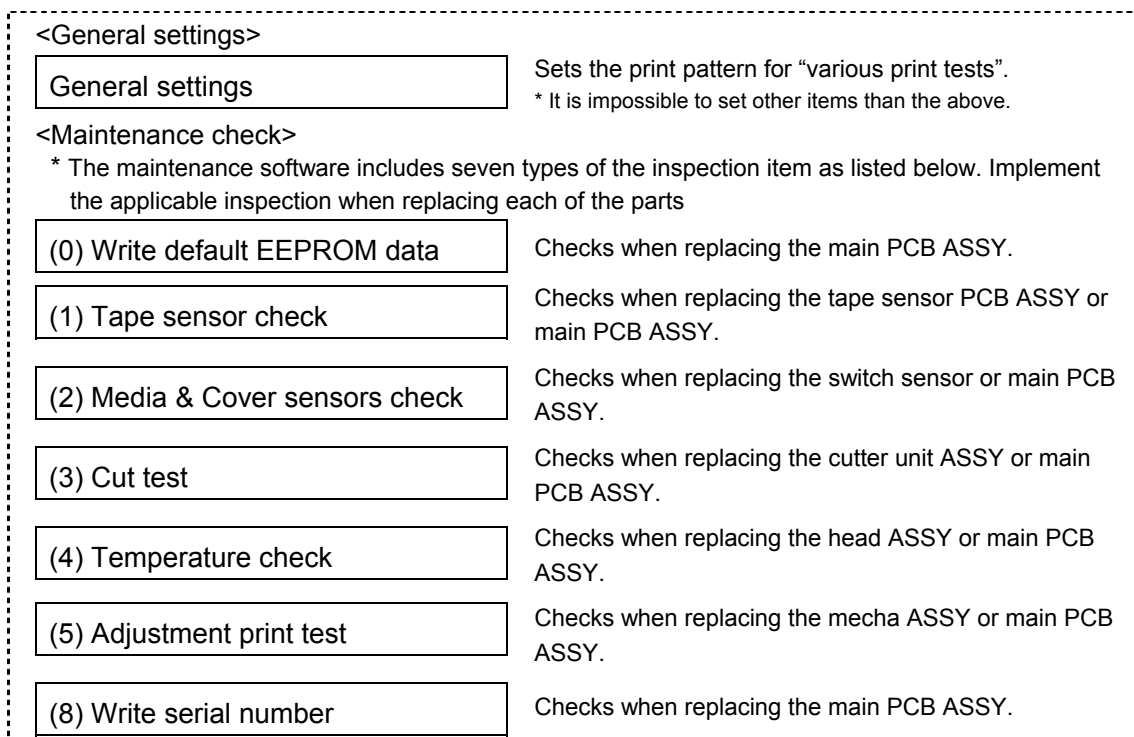 <General settings>
General settings
Sets the print pattern for “various print tests”.
* It is impossible to set other items than the above.
<Maintenance check>
* The maintenance software includes seven types of the inspection item as listed below. Implement
the applicable inspection when replacing each of the parts
(0) Write default EEPROM data
Checks when replacing the main PCB ASSY.
(1) Tape sensor check
Checks when replacing the tape sensor PCB ASSY or
main PCB ASSY.
(2) Media & Cover sensors check
Checks when replacing the switch sensor or main PCB
ASSY.
(3) Cut test
Checks when replacing the cutter unit ASSY or main
PCB ASSY.
(4) Temperature check
Checks when replacing the head ASSY or main PCB
ASSY.
(5) Adjustment print test
Checks when replacing the mecha ASSY or main PCB
ASSY.
(8) Write serial number
Checks when replacing the main PCB ASSY.